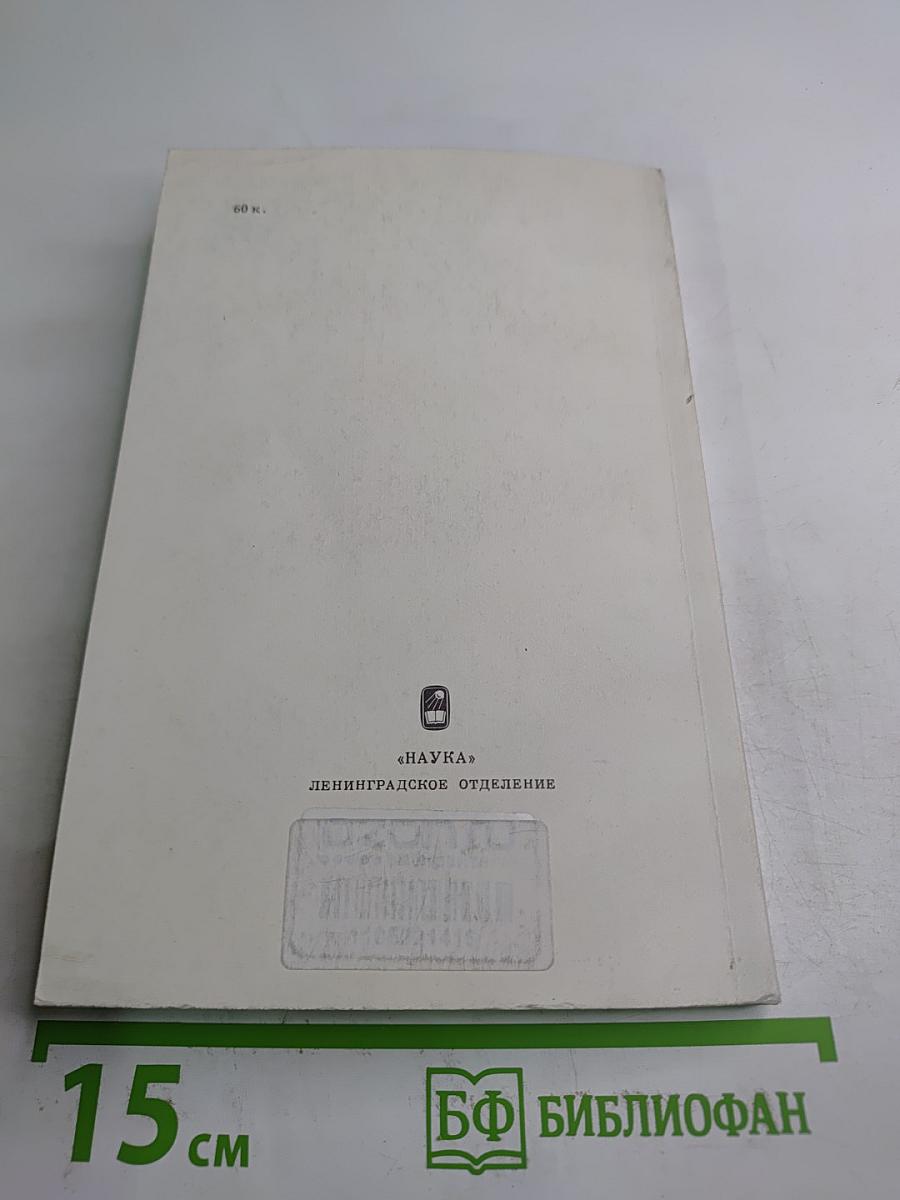 60 к.
«НАУКА»
ЛЕНИНГРАДСКОЕ ОТДЕЛЕНИЕ
15 см
БФ БИБЛИОФАН